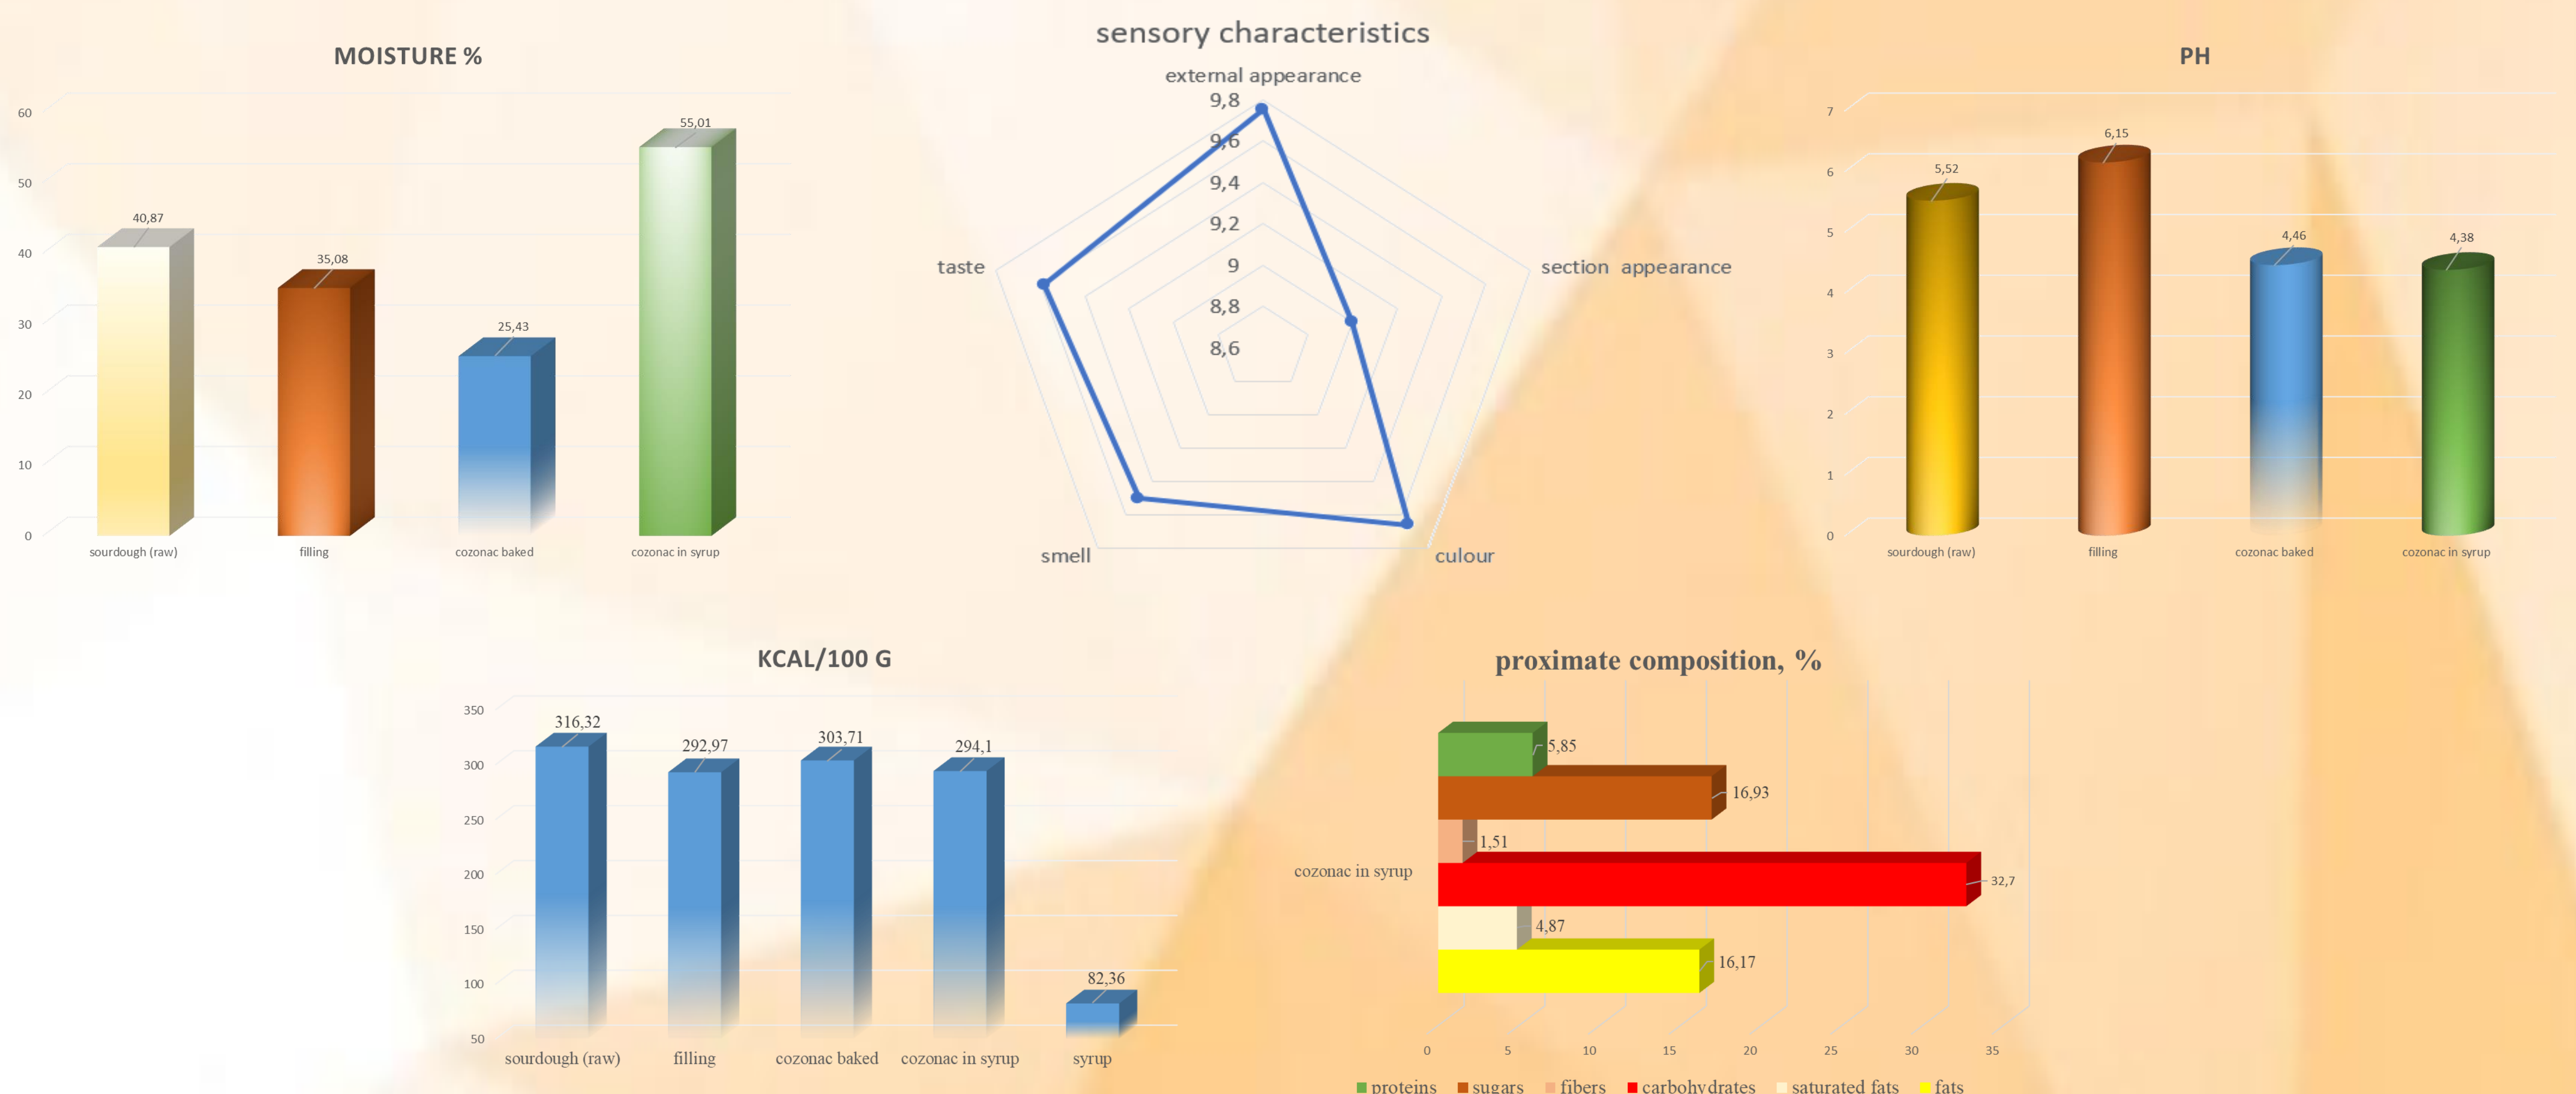 MOISTURE %
60
50
40
30
20
10
0
40,87
35,08
25,43
55,01
sourdough (raw)
filling
cozonac baked
cozonac in syrup
sensory characteristics
external appearance
9,8
9,6
9,4
9,2
9
8,8
8,6
taste
section appearance
smell
culour
PH
7
6
5
4
3
2
1
0
5,52
6,15
4,46
4,38
sourdough (raw)
filling
cozonac baked
cozonac in syrup
KCAL/100 G
350
300
250
200
150
100
50
316,32
292,97
303,71
294,1
82,36
sourdough (raw)
filling
cozonac baked
cozonac in syrup
syrup
proximate composition, %
5,85
16,93
1,51
cozonac in syrup
32,7
4,87
16,17
0 5 10 15 20 25 30 35
proteins sugars fibers carbohydrates saturated fats fats